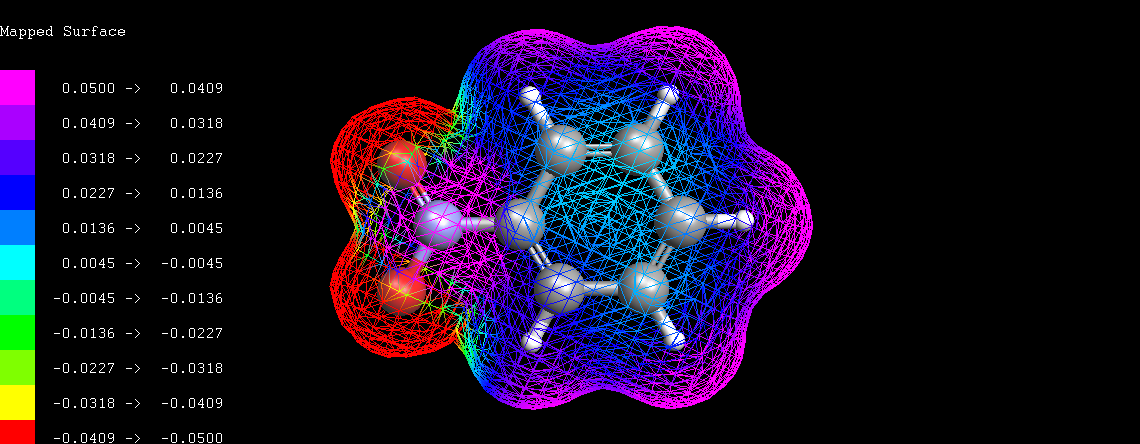 Mapped Surface
0.0500 -> 0.0409
0.0409 -> 0.0318
0.0318 -> 0.0227
0.0227 -> 0.0136
0.0136 -> 0.0045
0.0045 -> -0.0045
-0.0045 -> -0.0136
-0.0136 -> -0.0227
-0.0227 -> -0.0318
-0.0318 -> -0.0409
-0.0409 -> -0.0500